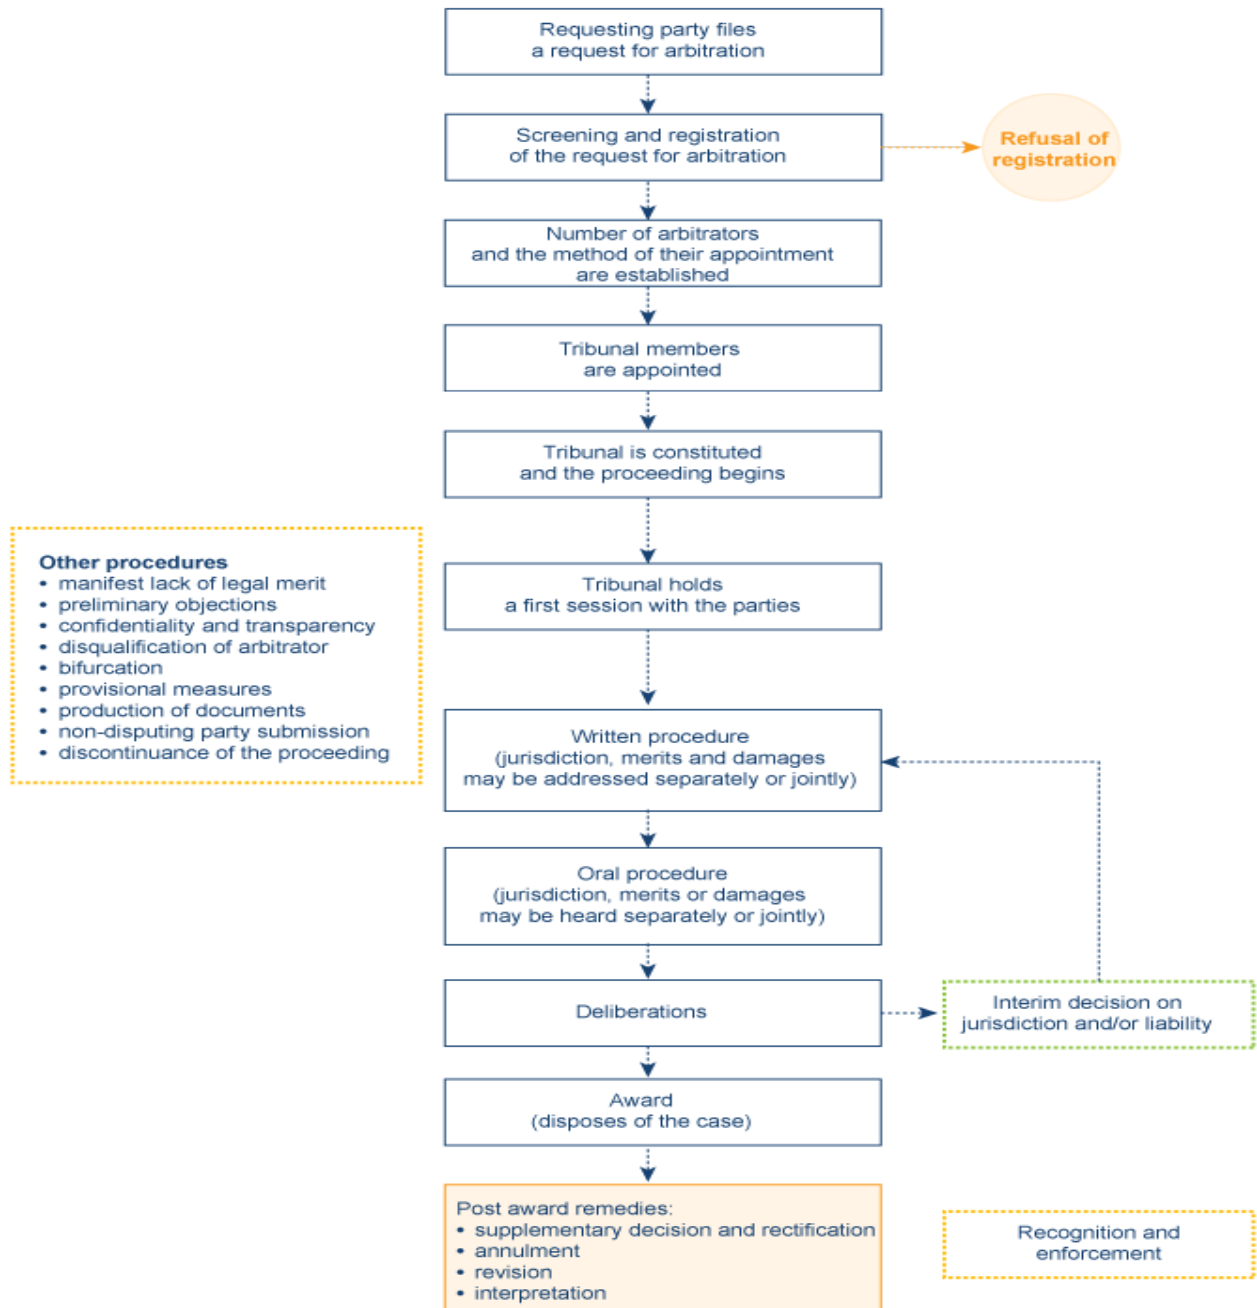 Requesting party files
a request for arbitration
Screening and registration
of the request for arbitration
Refusal of
registration
Number of arbitrators
and the method of their appointment
are established
Tribunal members
are appointed
Tribunal is constituted
and the proceeding begins
Other procedures
• manifest lack of legal merit
• preliminary objections
• confidentiality and transparency
• disqualification of arbitrator
• bifurcation
• provisional measures
• production of documents
• non-disputing party submission
• discontinuance of the proceeding
Tribunal holds
a first session with the parties
Written procedure
(jurisdiction, merits and damages
may be addressed separately or jointly)
Oral procedure
(jurisdiction, merits or damages
may be heard separately or jointly)
Deliberations
Interim decision on
jurisdiction and/or liability
Award
(disposes of the case)
Post award remedies:
• supplementary decision and rectification
• annulment
• revision
• interpretation
Recognition and
enforcement